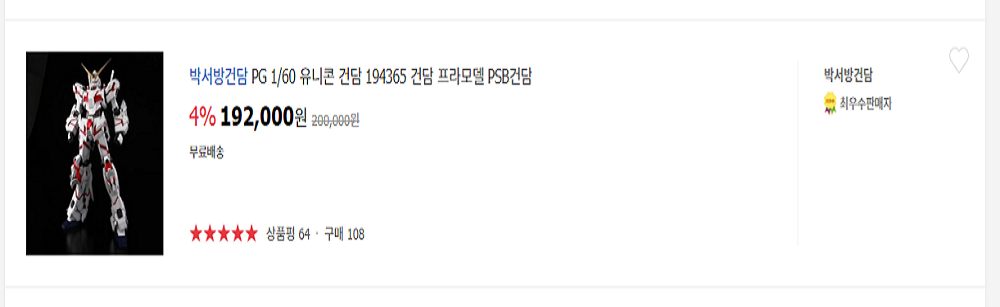 박서방건담 PG 1/60 유니콘 건담 194365 건담 프라모델 PSB건담
4% 192,000원 200,000원
무료배송
상품평 64 · 구매 108
박서방건담
최우수판매자